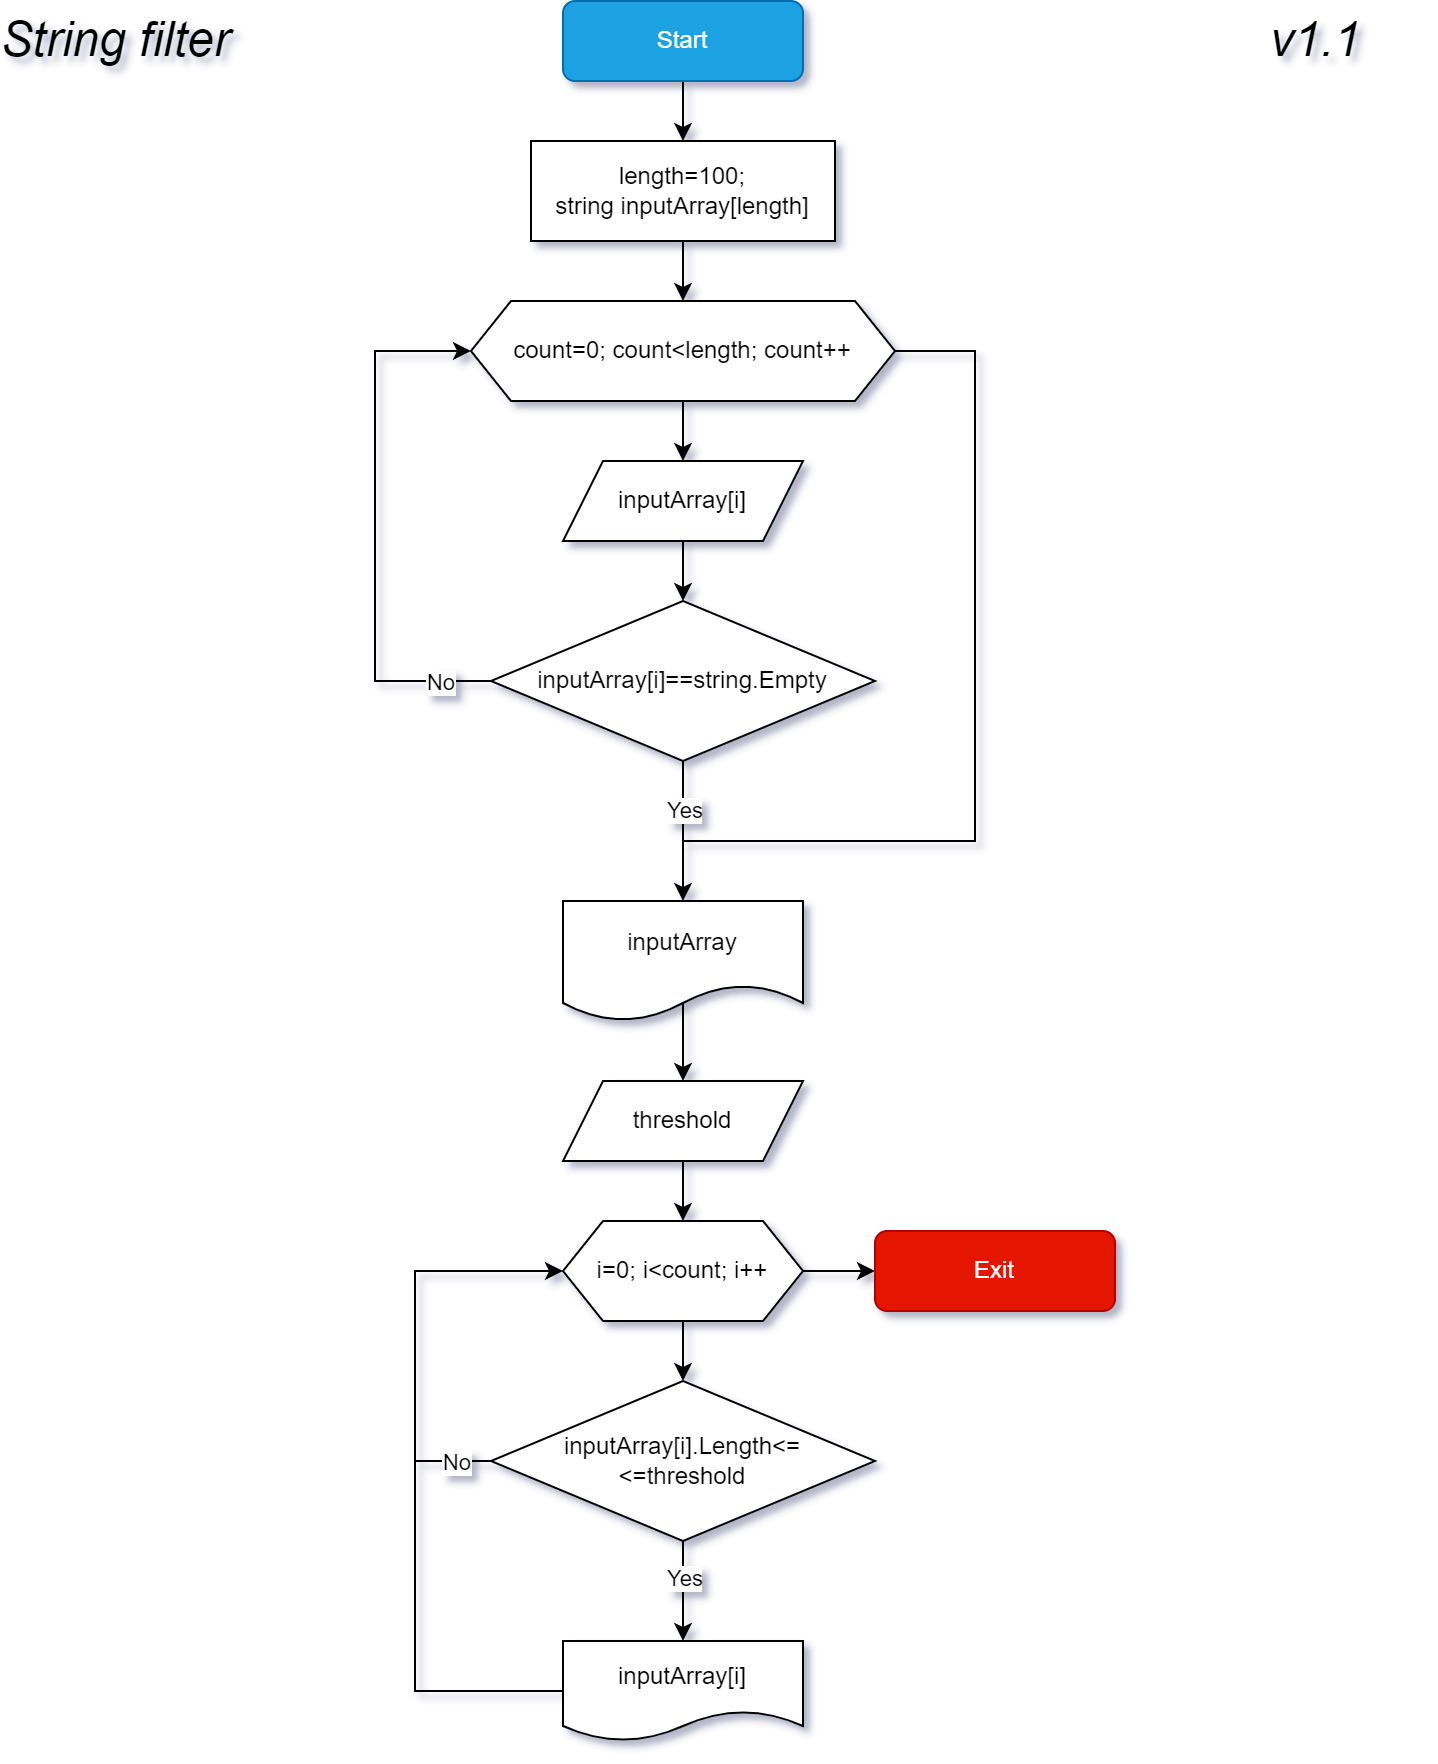 String filter
v1.1
Start
length=100;
string inputArray[length]
count=0; count<length; count++
inputArray[i]
inputArray[i]==string.Empty
No
Yes
inputArray
threshold
i=0; i<count; i++
Exit
inputArray[i].Length<=
<=threshold
No
Yes
inputArray[i]